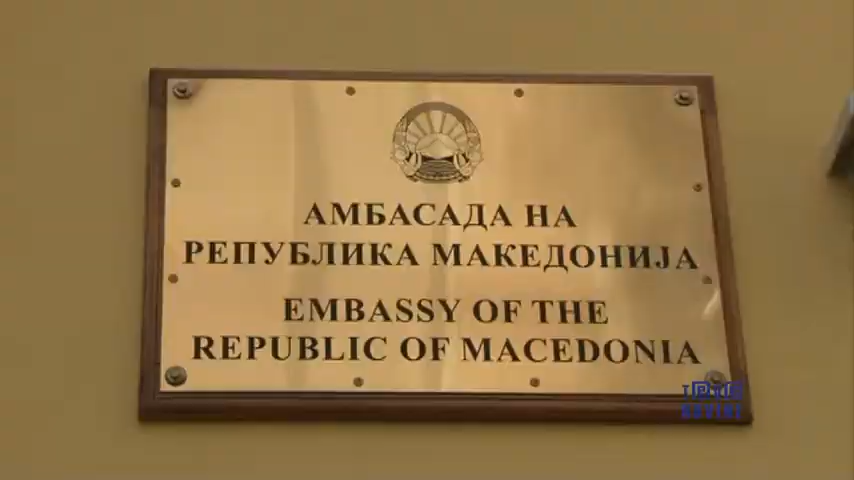 АМБАСАДА НА
РЕПУБЛИКА МАКЕДОНИЈА
EMBASSY OF THE
REPUBLIC OF MACEDONIA